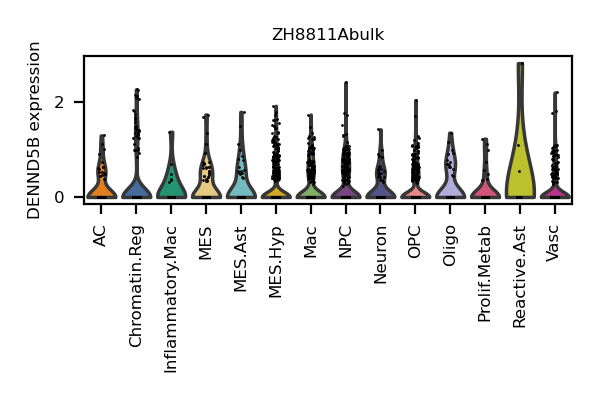 ZH8811Abulk
DENND5B expression
2
0
AC
Chromatin.Reg
Inflammatory.Mac
MES
MES.Ast
MES.Hyp
Mac
NPC
Neuron
OPC
Oligo
Prolif.Metab
Reactive.Ast
Vasc